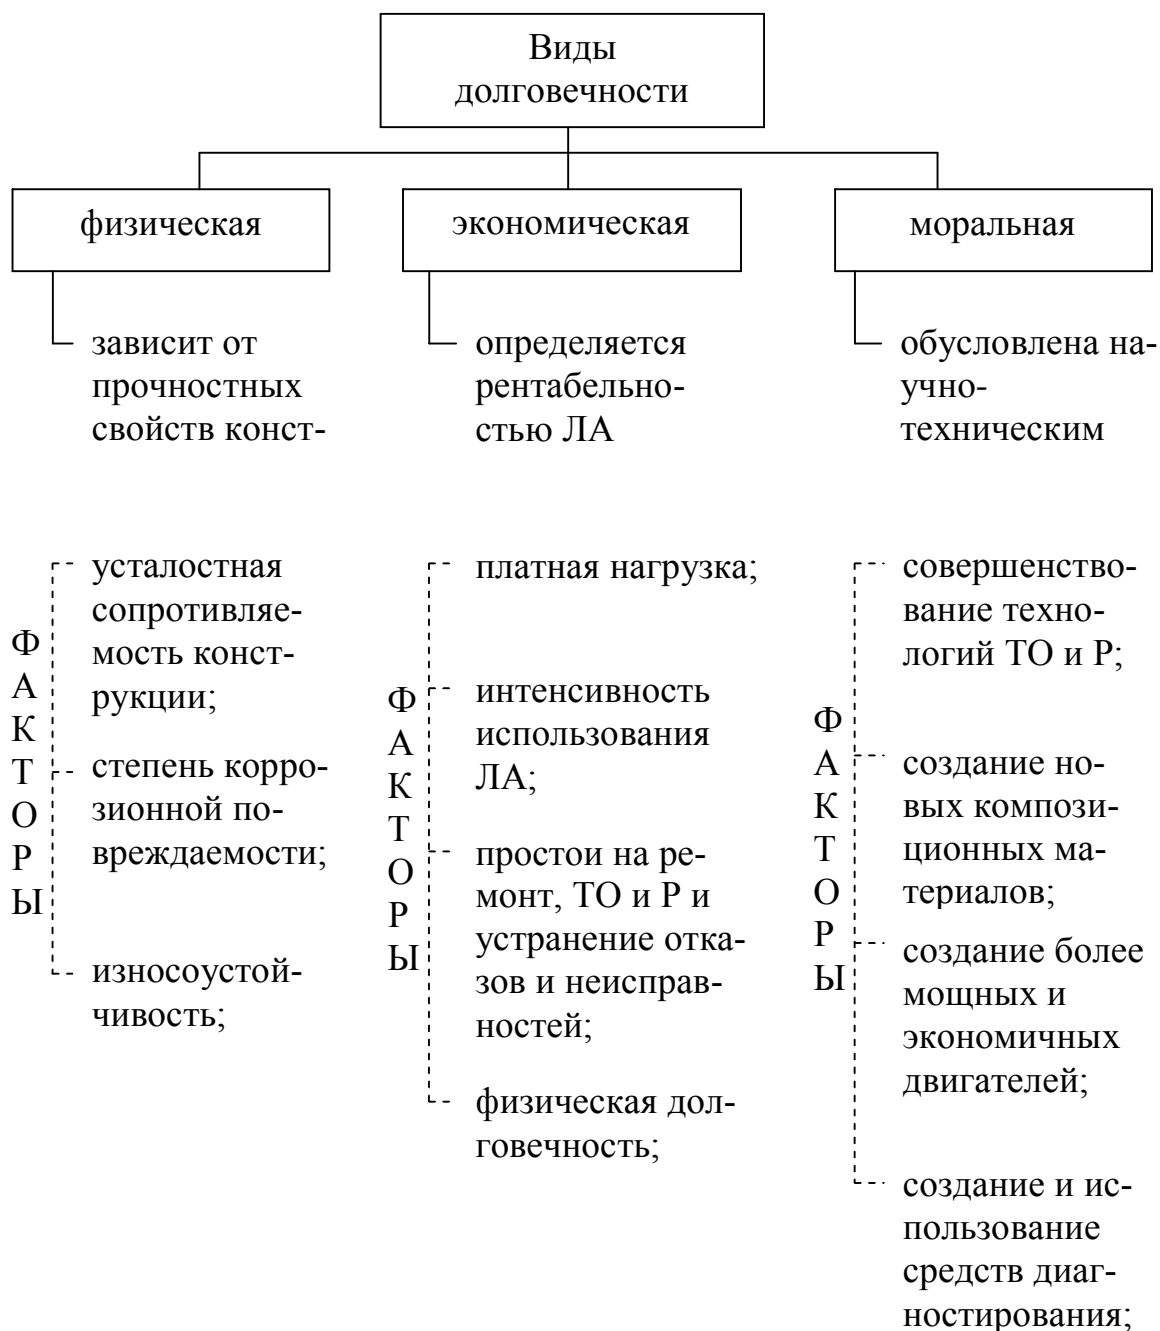 Виды
долговечности
физическая
зависит от
прочностных
свойств конст-
ФАКТОРЫ
усталостная
сопротивляе-
мость конст-
рукции;
степень корро-
зионной по-
вреждаемости;
износоустой-
чивость;
экономическая
определяется
рентабельно-
стью ЛА
ФАКТОРЫ
платная нагрузка;
интенсивность
использования
ЛА;
простои на ре-
монт, ТО и Р и
устранение отка-
зов и неисправ-
ностей;
физическая дол-
говечность;
моральная
обусловлена на-
учно-
техническим
ФАКТОРЫ
совершенство-
вание техно-
логий ТО и Р;
создание но-
вых компози-
ционных ма-
териалов;
создание более
мощных и
экономичных
двигателей;
создание и ис-
пользование
средств диаг-
ностирования;